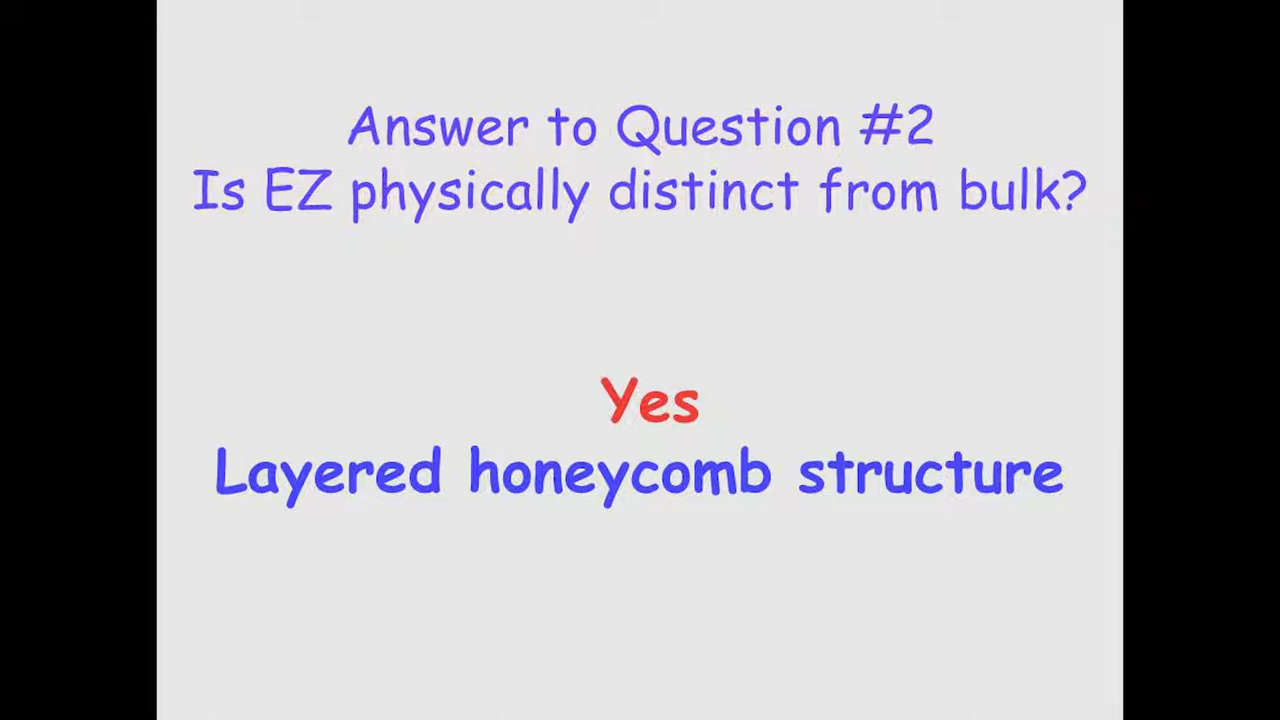 Answer to Question #2
Is EZ physically distinct from bulk?
Yes
Layered honeycomb structure